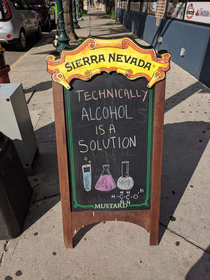 SIERRA NEVADA
TECHNICALLY
ALCOHOL
IS A
SOLUTION
MUSTARD